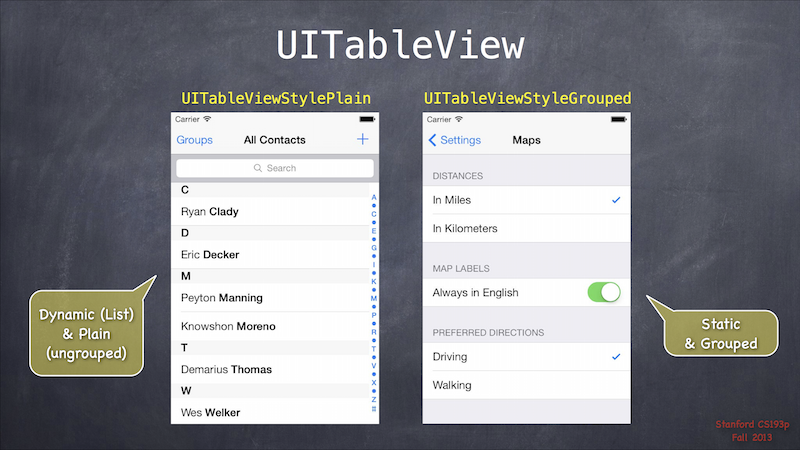 UITableView
UITableViewStylePlain
Carrier
Groups All Contacts +
Search
C
Ryan Clady
D
Eric Decker
M
Peyton Manning
Knowshon Moreno
T
Demarius Thomas
W
Wes Welker
A
C
E
G
I
K
M
P
R
T
V
X
Z
#
Dynamic (List)
& Plain
(ungrouped)
UITableViewStyleGrouped
Carrier
Settings Maps
DISTANCES
In Miles
In Kilometers
MAP LABELS
Always in English
PREFERRED DIRECTIONS
Driving
Walking
Static
& Grouped
Stanford CS193p
Fall 2013